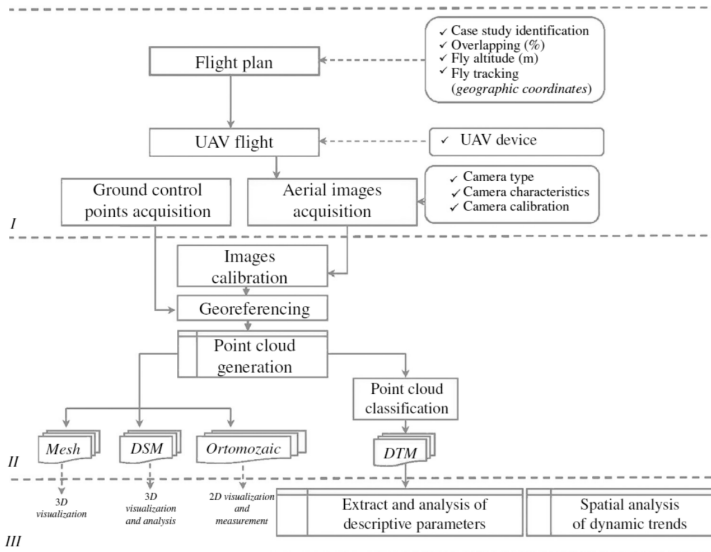 Flight plan
✓ Case study identification
✓ Overlapping (%)
✓ Fly altitude (m)
✓ Fly tracking
(geographic coordinates)
UAV flight
✓ UAV device
Ground control
points acquisition
Aerial images
acquisition
✓ Camera type
✓ Camera characteristics
✓ Camera calibration
I
Images
calibration
Georeferencing
Point cloud
generation
Point cloud
classification
Mesh
DSM
Ortomozaic
DTM
II
3D
visualization
3D
visualization
and analysis
2D visualization
and
measurement
Extract and analysis of
descriptive parameters
Spatial analysis
of dynamic trends
III